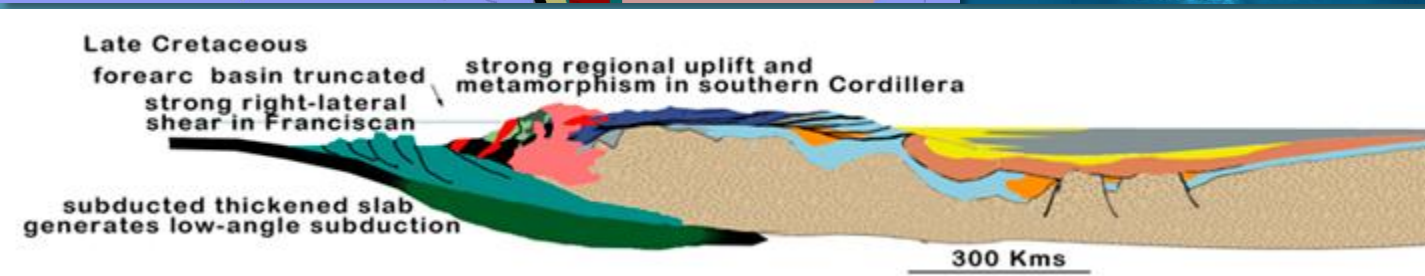 Late Cretaceous
forearc basin truncated
strong right-lateral
shear in Franciscan
strong regional uplift and
metamorphism in southern Cordillera
subducted thickened slab
generates low-angle subduction
300 Kms